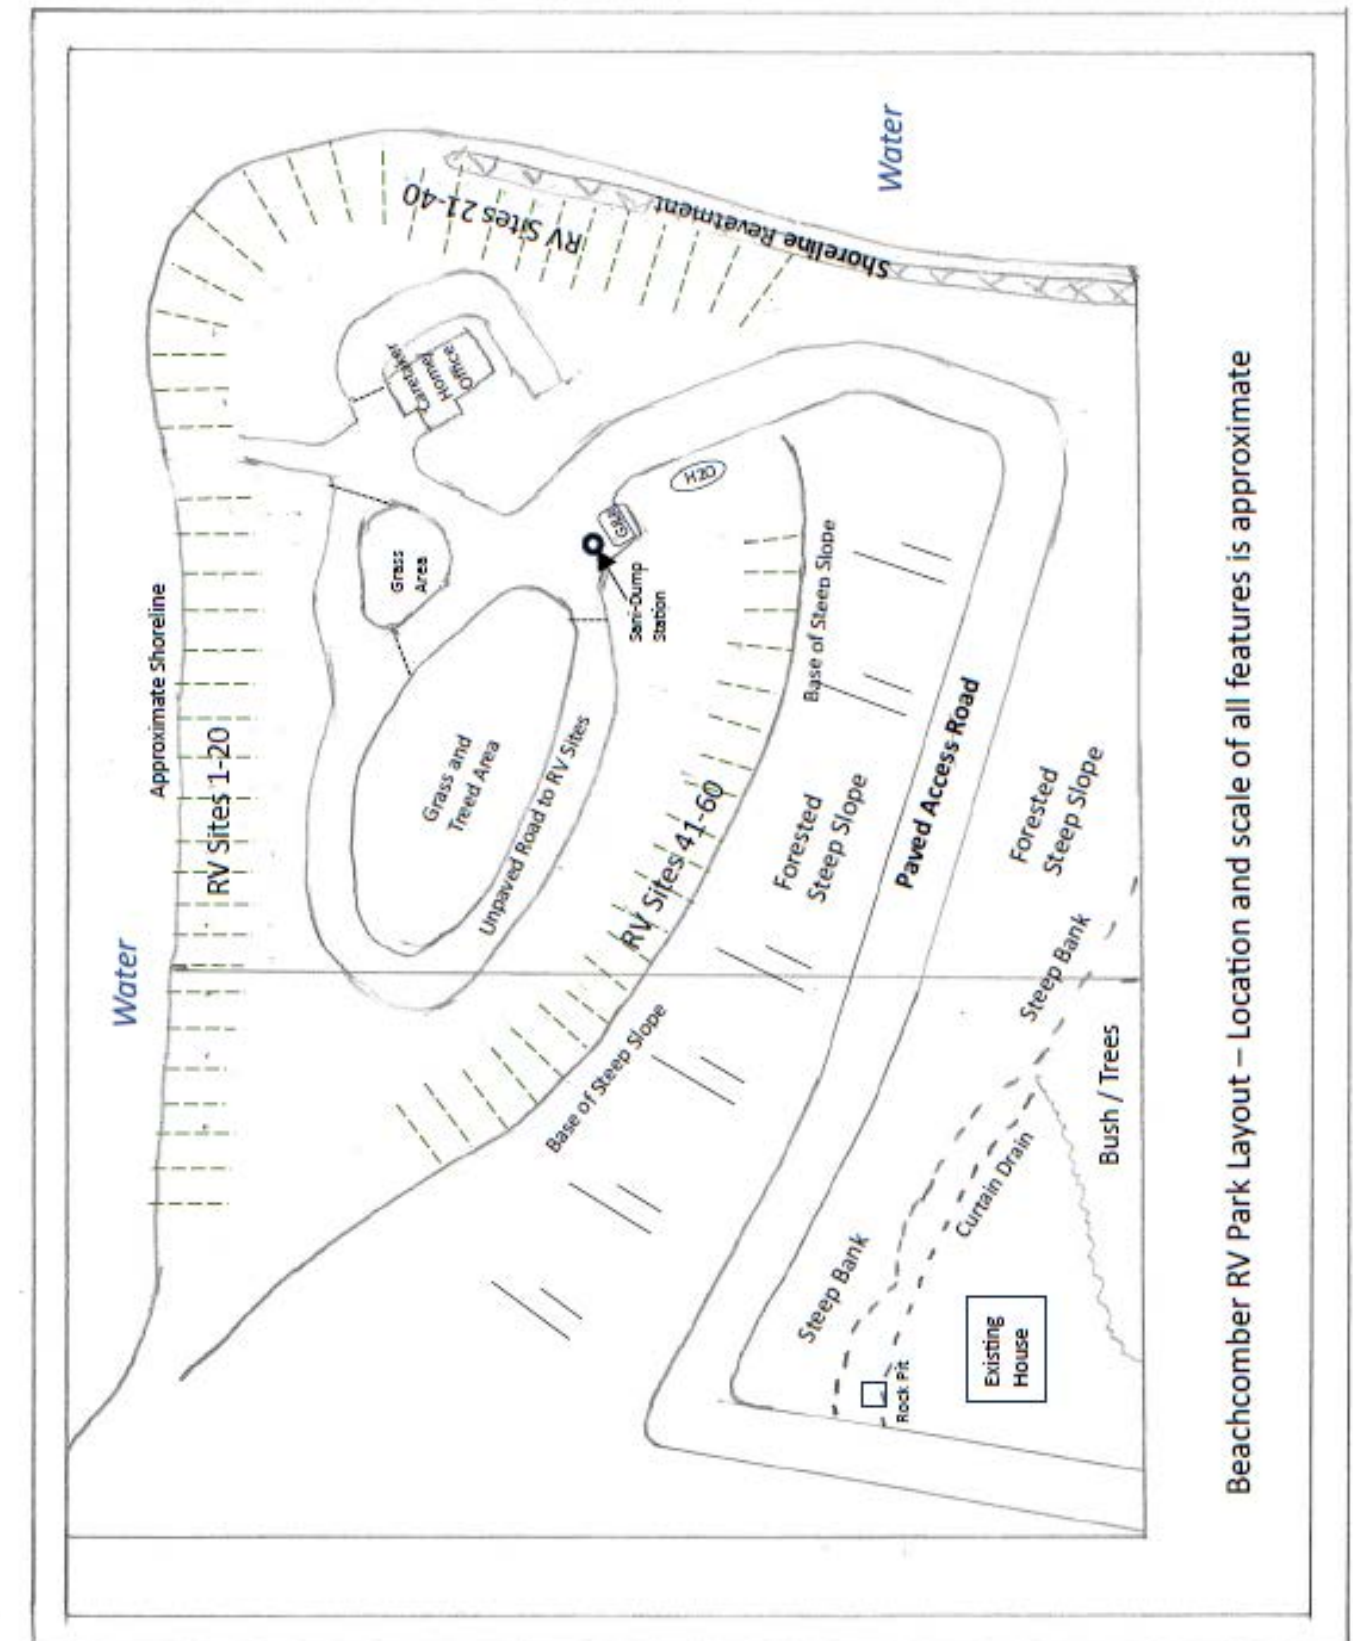 Water
Approximate Shoreline
RV Sites 1-20
RV Sites 21-40
Shoreline Revetment
Water
Caretaker
Home/
Office
Grass
Area
Grass and
Treed Area
Unpaved Road to RV Sites
H20
Sani-Dump
Station
RV Sites 41-60
Base of Steep Slope
Base of Steep Slope
Forested
Steep Slope
Paved Access Road
Forested
Steep Slope
Steep Bank
Steep Bank
Curtain Drain
Bush / Trees
Rock Pit
Existing
House
Beachcomber RV Park Layout – Location and scale of all features is approximate